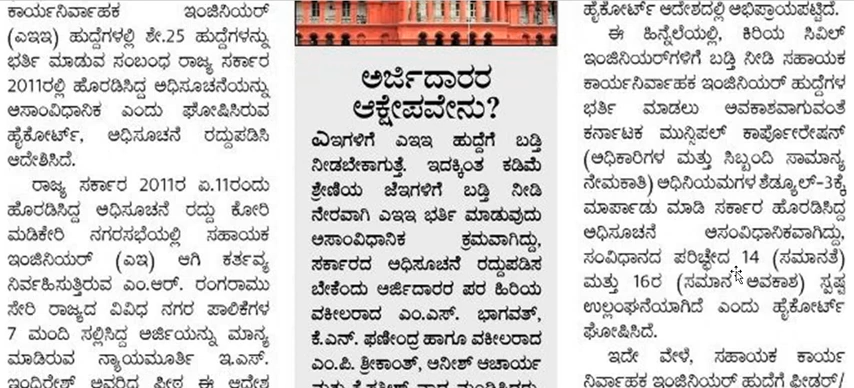 ಕಾರ್ಯನಿರ್ವಾಹಕ ಇಂಜಿನಿಯರ್
(ಎಇಇ) ಹುದ್ದೆಗಳಲ್ಲಿ ಶೇ.25 ಹುದ್ದೆಗಳನ್ನು
ಭರ್ತಿ ಮಾಡುವ ಸಂಬಂಧ ರಾಜ್ಯ ಸರ್ಕಾರ
2011ರಲ್ಲಿ ಹೊರಡಿಸಿದ್ದ ಅಧಿಸೂಚನೆಯನ್ನು
ಅಸಾಂವಿಧಾನಿಕ ಎಂದು ಘೋಷಿಸಿರುವ
ಹೈಕೋರ್ಟ್, ಅಧಿಸೂಚನೆ ರದ್ದುಪಡಿಸಿ
ಆದೇಶಿಸಿದೆ.
ರಾಜ್ಯ ಸರ್ಕಾರ 2011ರ ಏ.11ರಂದು
ಹೊರಡಿಸಿದ್ದ ಅಧಿಸೂಚನೆ ರದ್ದು ಕೋರಿ
ಮಡಿಕೇರಿ ನಗರಸಭೆಯಲ್ಲಿ ಸಹಾಯಕ
ಇಂಜಿನಿಯರ್ (ಎಇ) ಆಗಿ ಕರ್ತವ್ಯ
ನಿರ್ವಹಿಸುತ್ತಿರುವ ಎಂ.ಆರ್. ರಂಗರಾಮು
ಸೇರಿ ರಾಜ್ಯದ ವಿವಿಧ ನಗರ ಪಾಲಿಕೆಗಳ
7 ಮಂದಿ ಸಲ್ಲಿಸಿದ್ದ ಅರ್ಜಿಯನ್ನು ಮಾನ್ಯ
ಮಾಡಿರುವ ನ್ಯಾಯಮೂರ್ತಿ ಇ.ಎಸ್.
ಇಂದಿರೇಶ್ ಅವರಿದ್ದ ಪೀಠ ಈ ಆದೇಶ
ಅರ್ಜಿದಾರರ
ಆಕ್ಷೇಪವೇನು?
ಎಇಗಳಿಗೆ ಎಇಇ ಹುದ್ದೆಗೆ ಬಡ್ತಿ
ನೀಡಬೇಕಾಗುತ್ತೆ. ಇದಕ್ಕಿಂತ ಕಡಿಮೆ
ಶ್ರೇಣಿಯ ಜೆಇಗಳಿಗೆ ಬಡ್ತಿ ನೀಡಿ
ನೇರವಾಗಿ ಎಇಇ ಭರ್ತಿ ಮಾಡುವುದು
ಅಸಾಂವಿಧಾನಿಕ ಕ್ರಮವಾಗಿದ್ದು,
ಸರ್ಕಾರದ ಅಧಿಸೂಚನೆ ರದ್ದುಪಡಿಸ
ಬೇಕೆಂದು ಅರ್ಜಿದಾರರ ಪರ ಹಿರಿಯ
ವಕೀಲರಾದ ಎಂ.ಎಸ್. ಭಾಗವತ್,
ಕೆ.ಎನ್. ಫಣೀಂದ್ರ ಹಾಗೂ ವಕೀಲರಾದ
ಎಂ.ಪಿ. ಶ್ರೀಕಾಂತ್, ಅನೀಶ್ ಆಚಾರ್ಯ
ಹೈಕೋರ್ಟ್ ಆದೇಶದಲ್ಲಿ ಅಭಿಪ್ರಾಯಪಟ್ಟಿದೆ.
ಈ ಹಿನ್ನೆಲೆಯಲ್ಲಿ, ಕಿರಿಯ ಸಿವಿಲ್
ಇಂಜಿನಿಯರ್‌ಗಳಿಗೆ ಬಡ್ತಿ ನೀಡಿ ಸಹಾಯಕ
ಕಾರ್ಯನಿರ್ವಾಹಕ ಇಂಜಿನಿಯರ್ ಹುದ್ದೆಗಳ
ಭರ್ತಿ ಮಾಡಲು ಅವಕಾಶವಾಗುವಂತೆ
ಕರ್ನಾಟಕ ಮುನ್ಸಿಪಲ್ ಕಾರ್ಪೋರೇಷನ್
(ಅಧಿಕಾರಿಗಳ ಮತ್ತು ಸಿಬ್ಬಂದಿ ಸಾಮಾನ್ಯ
ನೇಮಕಾತಿ) ಅಧಿನಿಯಮಗಳ ಶೆಡ್ಯೂಲ್-3ಕ್ಕೆ
ಮಾರ್ಪಾಡು ಮಾಡಿ ಸರ್ಕಾರ ಹೊರಡಿಸಿದ್ದ
ಅಧಿಸೂಚನೆ ಅಸಾಂವಿಧಾನಿಕವಾಗಿದ್ದು,
ಸಂವಿಧಾನದ ಪರಿಚ್ಛೇದ 14 (ಸಮಾನತೆ)
ಮತ್ತು 16ರ (ಸಮಾನ ಅವಕಾಶ) ಸ್ಪಷ್ಟ
ಉಲ್ಲಂಘನೆಯಾಗಿದೆ ಎಂದು ಹೈಕೋರ್ಟ್
ಘೋಷಿಸಿದೆ.
ಇದೇ ವೇಳೆ, ಸಹಾಯಕ ಕಾರ್ಯ
ನಿರ್ವಾಹಕ ಇಂಜಿನಿಯರ್ ಹುದ್ದೆಗೆ ಫೀಡರ್/